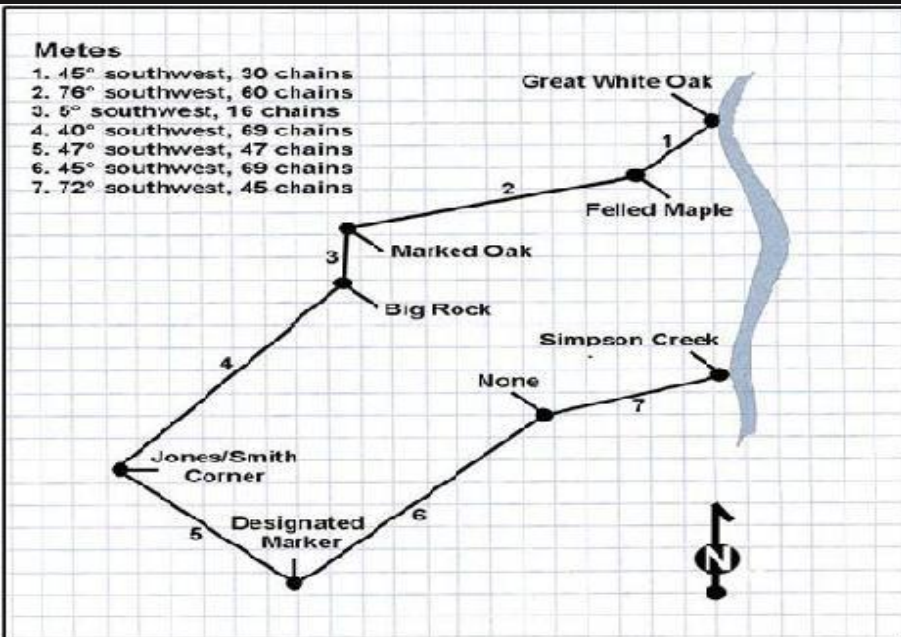 Metes
1. 45° southwest, 30 chains
2. 76° southwest, 60 chains
3. 5° southwest, 16 chains
4. 40° southwest, 69 chains
5. 47° southwest, 47 chains
6. 45° southwest, 69 chains
7. 72° southwest, 45 chains
Great White Oak
1
2
Felled Maple
Marked Oak
3
Big Rock
Simpson Creek
4
None
7
Jones/Smith
Corner
Designated
Marker
6
5
N